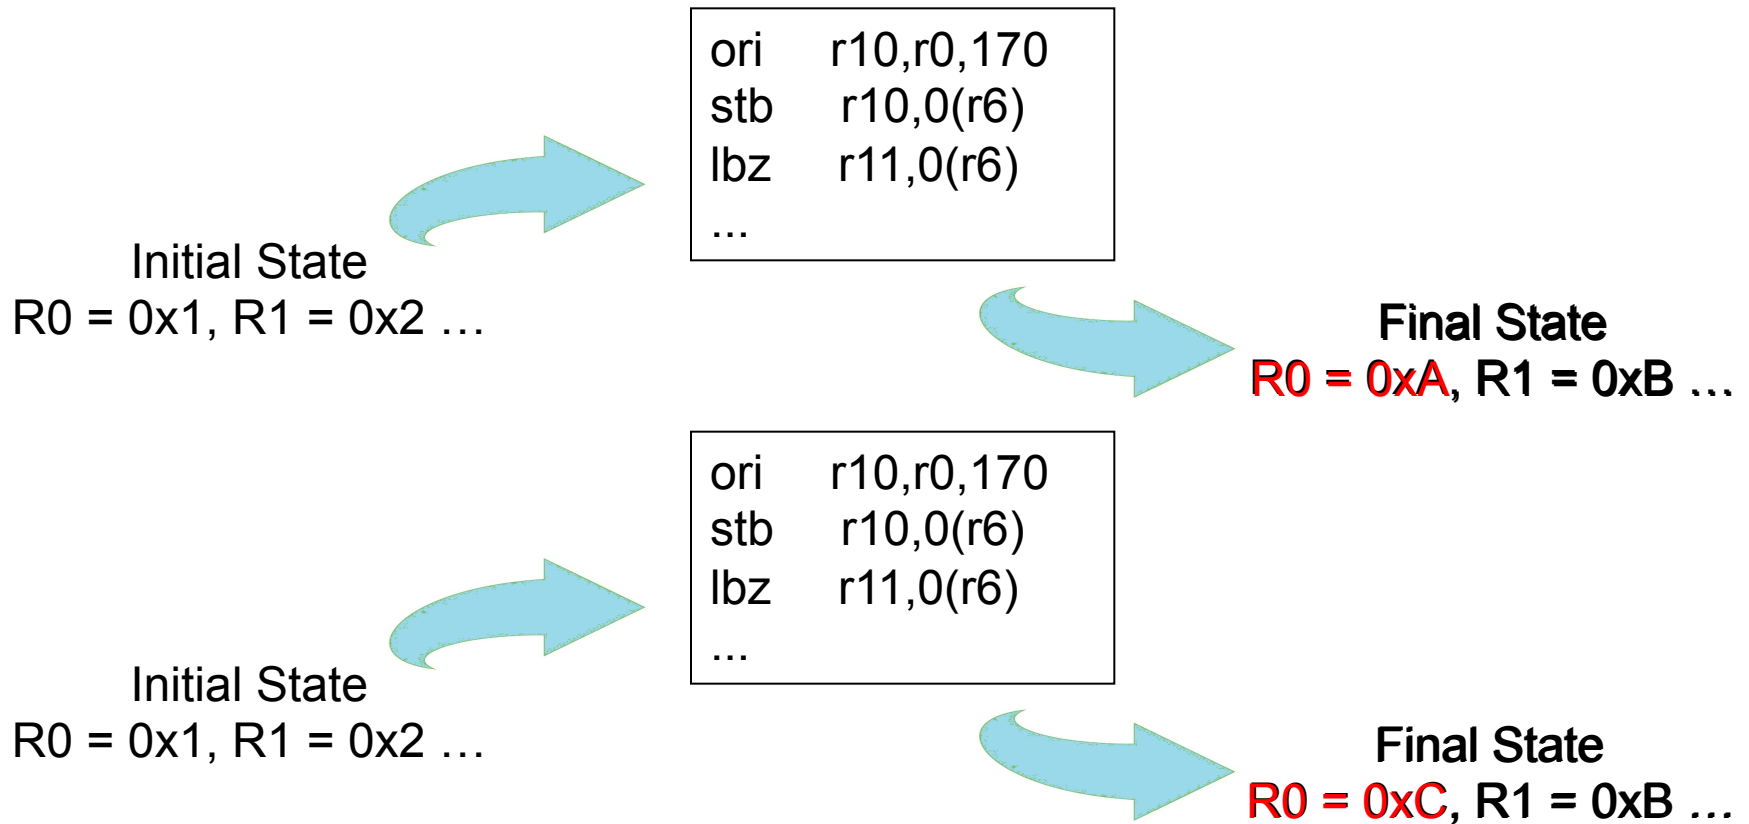 ori r10,r0,170
stb r10,0(r6)
lbz r11,0(r6)
...
Initial State
R0 = 0x1, R1 = 0x2 …
Final State
R0 = 0xA, R1 = 0xB …
ori r10,r0,170
stb r10,0(r6)
lbz r11,0(r6)
...
Initial State
R0 = 0x1, R1 = 0x2 …
Final State
R0 = 0xC, R1 = 0xB …